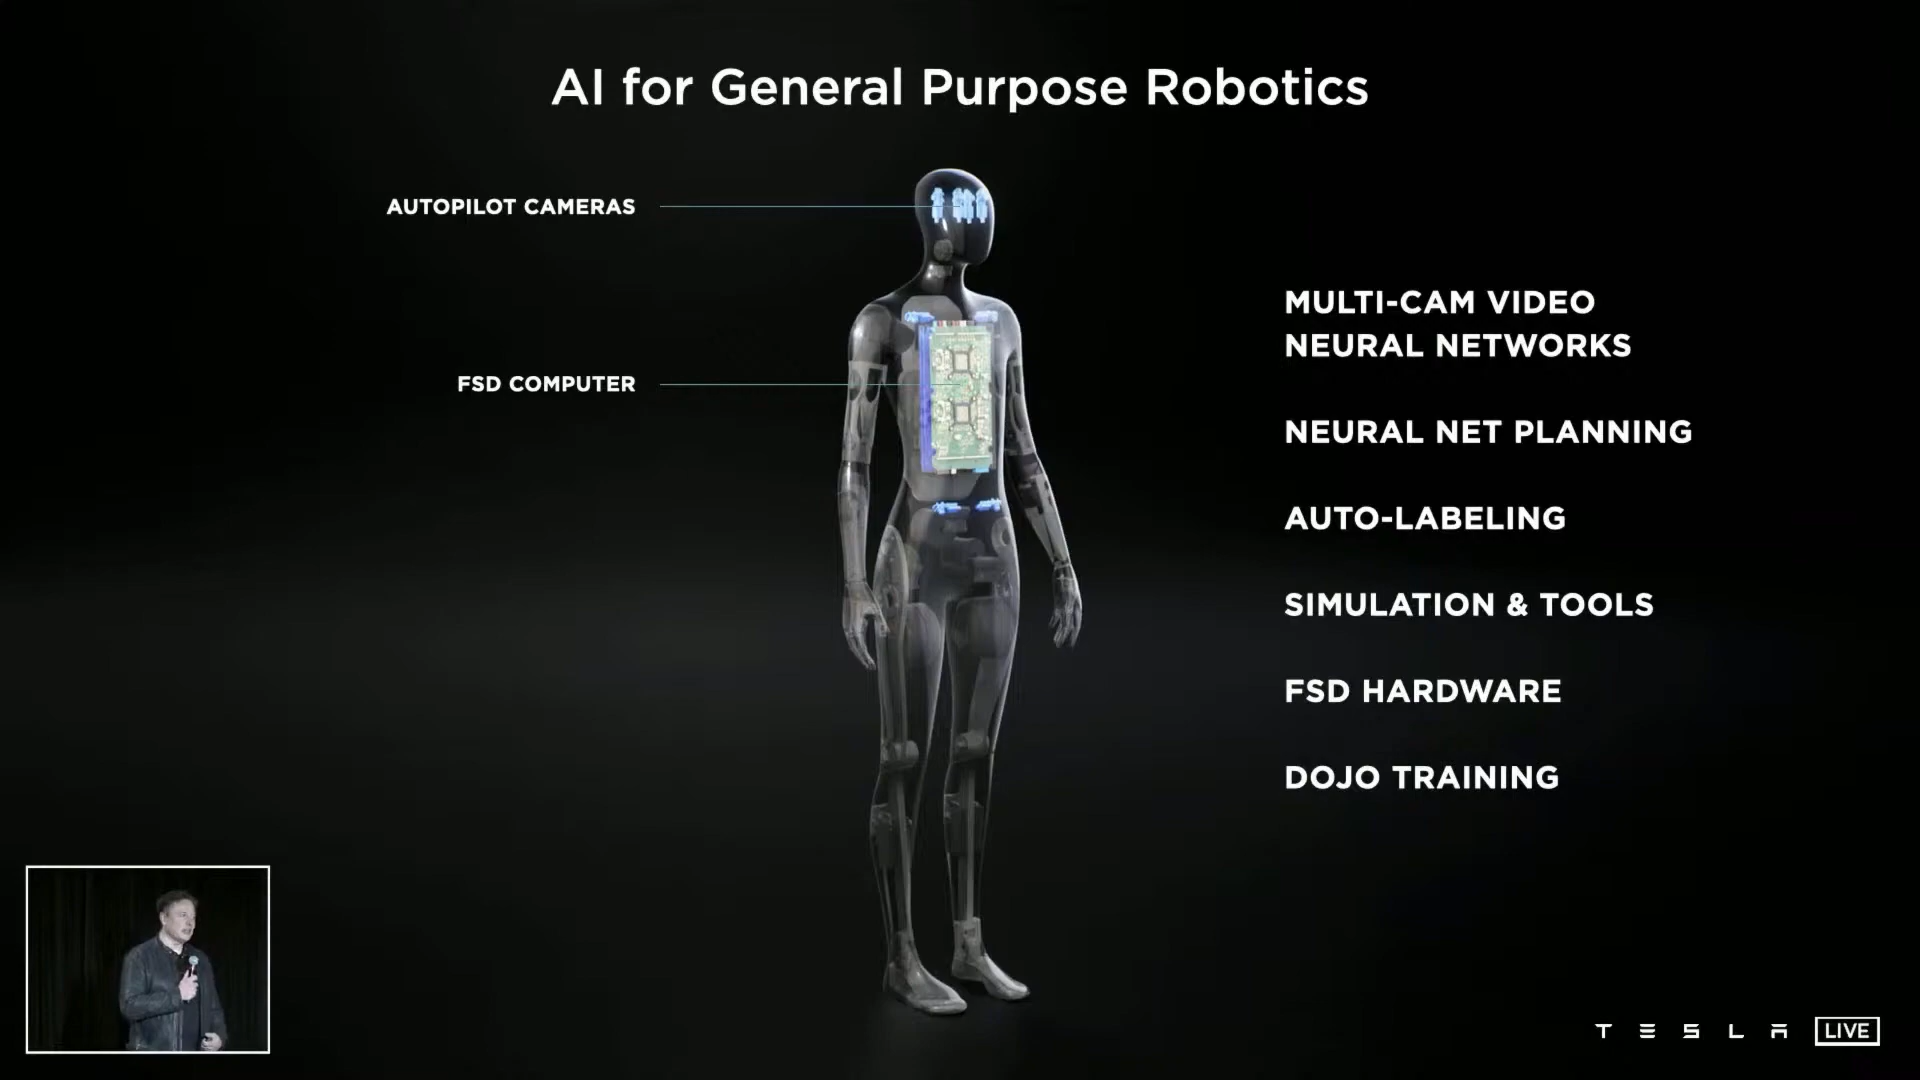 AI for General Purpose Robotics
AUTOPILOT CAMERAS
FSD COMPUTER
MULTI-CAM VIDEO
NEURAL NETWORKS
NEURAL NET PLANNING
AUTO-LABELING
SIMULATION & TOOLS
FSD HARDWARE
DOJO TRAINING
TESLA LIVE